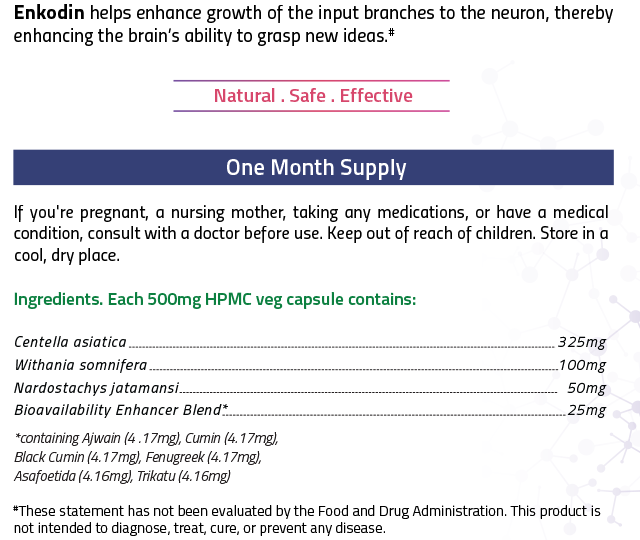 Enkodin helps enhance growth of the input branches to the neuron, thereby
enhancing the brain's ability to grasp new ideas.#
Natural . Safe . Effective
One Month Supply
If you're pregnant, a nursing mother, taking any medications, or have a medical
condition, consult with a doctor before use. Keep out of reach of children. Store in a
cool, dry place.
Ingredients. Each 500mg HPMC veg capsule contains:
Centella asiatica 325mg
Withania somnifera 100mg
Nardostachys jatamansi 50mg
Bioavailability Enhancer Blend* 25mg
*containing Ajwain (4 .17mg), Cumin (4.17mg),
Black Cumin (4.17mg), Fenugreek (4.17mg),
Asafoetida (4.16mg), Trikatu (4.16mg)
#These statement has not been evaluated by the Food and Drug Administration. This product is
not intended to diagnose, treat, cure, or prevent any disease.